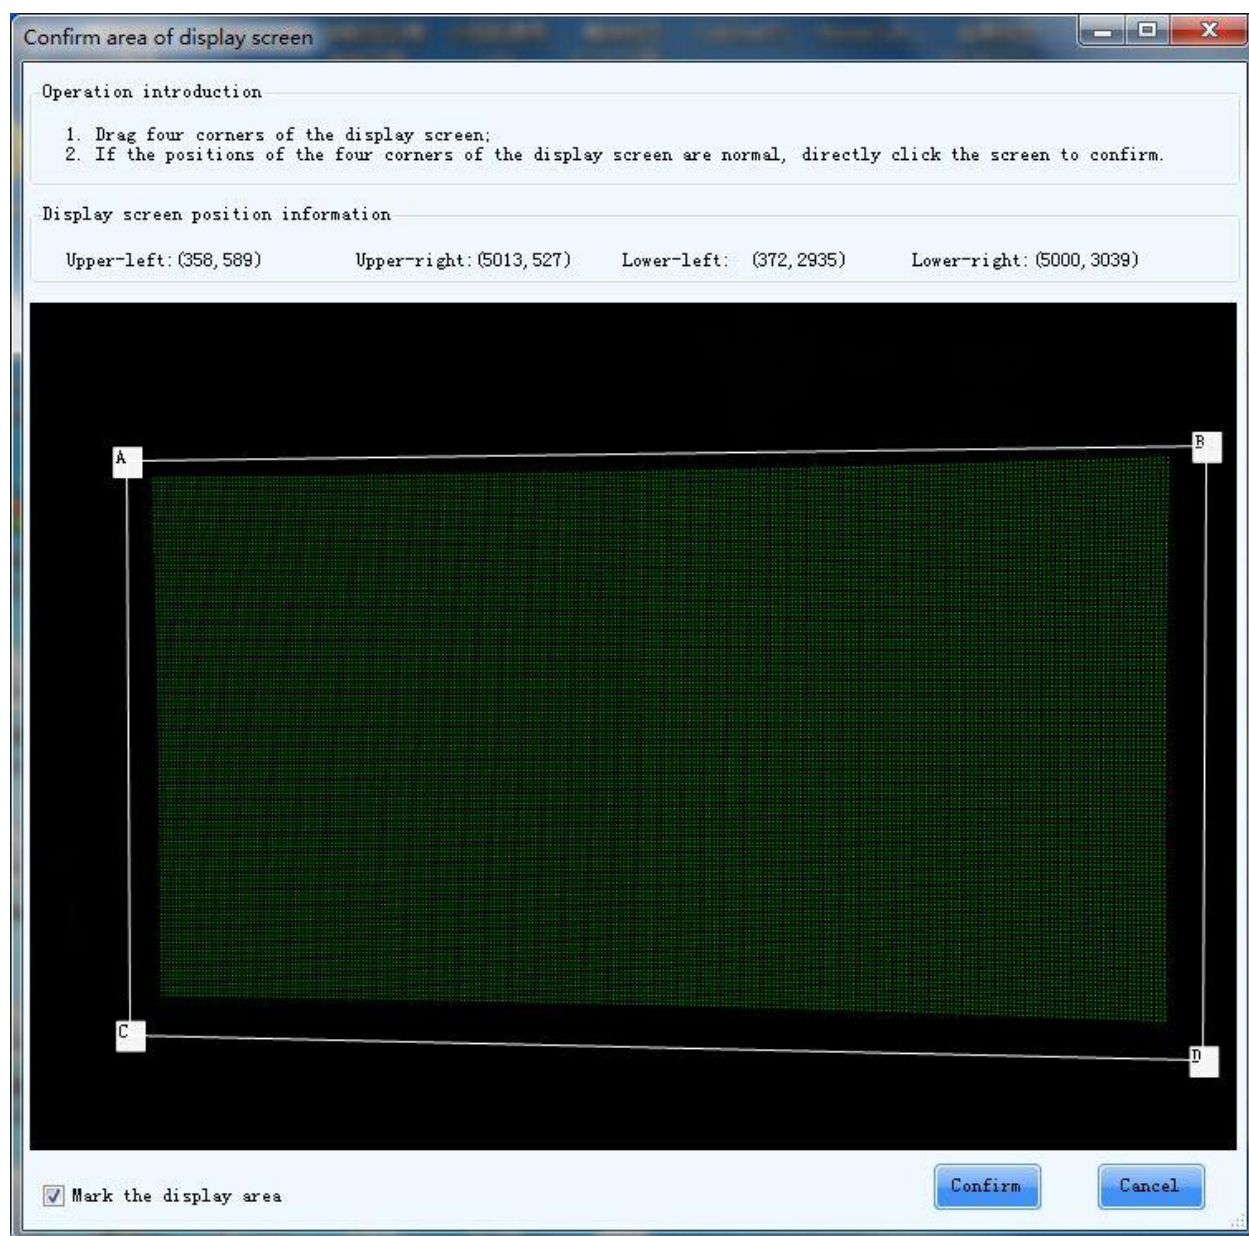 Confirm area of display screen
Operation introduction
1. Drag four corners of the display screen;
2. If the positions of the four corners of the display screen are normal, directly click the screen to confirm.
Display screen position information
Upper-left:(358,589) Upper-right:(5013,527) Lower-left: (372,2935) Lower-right:(5000,3039)
A
B
C
D
Mark the display area
Confirm Cancel